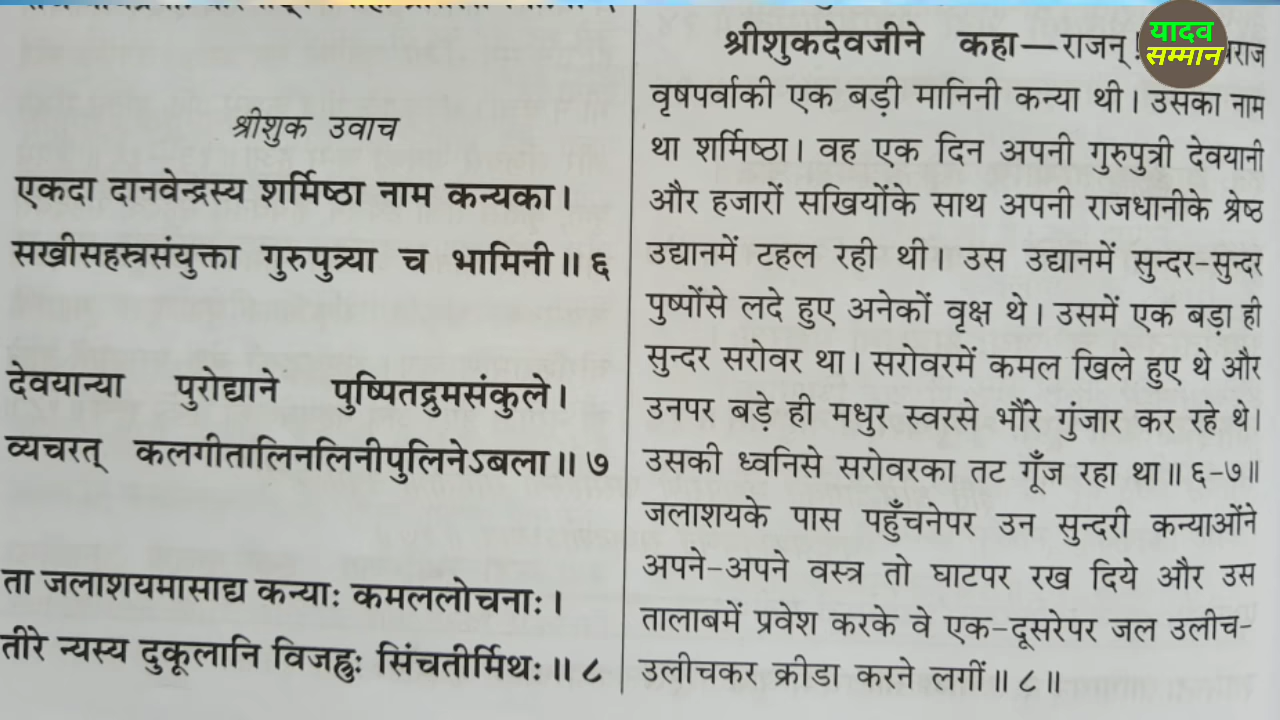 श्रीशुक उवाच
एकदा दानवेन्द्रस्य शर्मिष्ठा नाम कन्यका।
सखीसहस्रसंयुक्ता गुरुपुत्र्या च भामिनी॥ ६
देवयान्या पुरोद्याने पुष्पितद्रुमसंकुले।
व्यचरत् कलगीतालिनलिनीपुलिनेऽबला॥ ७
ता जलाशयमासाद्य कन्याः कमललोचनाः।
तीरे न्यस्य दुकूलानि विजह्रुः सिंचतीर्मिथः॥ ८
श्रीशुकदेवजीने कहा—राजन्!
वृषपर्वाकी एक बड़ी मानिनी कन्या थी। उसका नाम
था शर्मिष्ठा। वह एक दिन अपनी गुरुपुत्री देवयानी
और हजारों सखियोंके साथ अपनी राजधानीके श्रेष्ठ
उद्यानमें टहल रही थी। उस उद्यानमें सुन्दर-सुन्दर
पुष्पोंसे लदे हुए अनेकों वृक्ष थे। उसमें एक बड़ा ही
सुन्दर सरोवर था। सरोवरमें कमल खिले हुए थे और
उनपर बड़े ही मधुर स्वरसे भौंरे गुंजार कर रहे थे।
उसकी ध्वनिसे सरोवरका तट गूँज रहा था॥ ६-७॥
जलाशयके पास पहुँचनेपर उन सुन्दरी कन्याओंने
अपने-अपने वस्त्र तो घाटपर रख दिये और उस
तालाबमें प्रवेश करके वे एक-दूसरेपर जल उलीच-
उलीचकर क्रीडा करने लगीं॥ ८॥
यादव
सम्मान